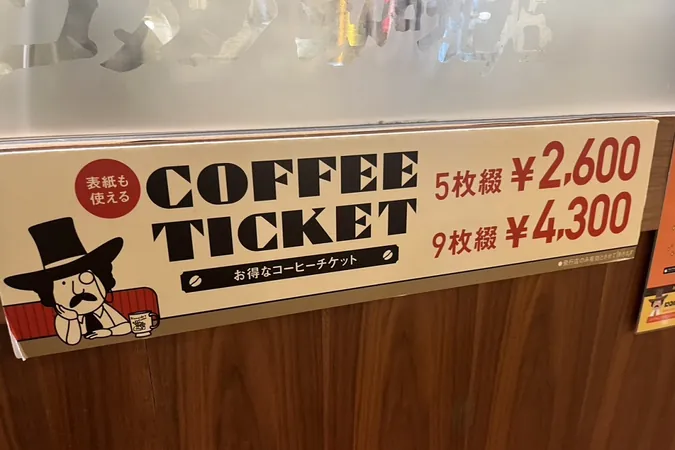 表紙も
使える
COFFEE
TICKET
お得なコーヒーチケット
5枚綴 ¥2,600
9枚綴 ¥4,300